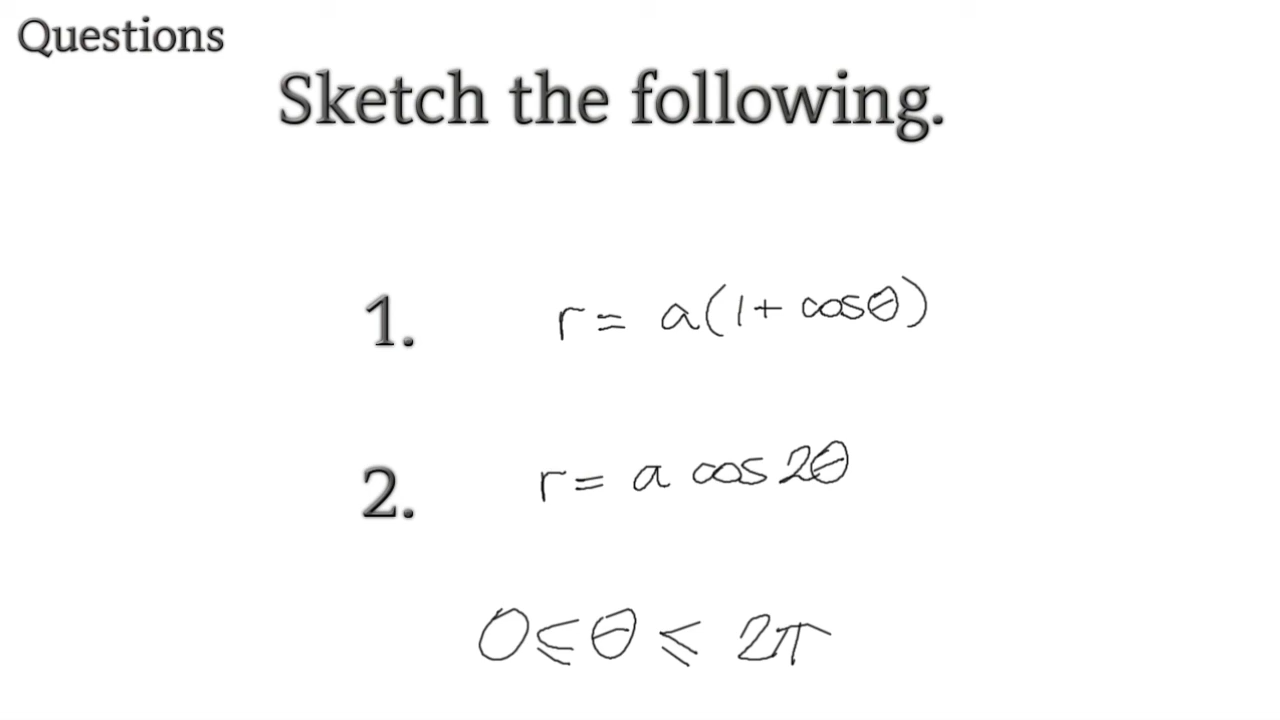 Questions
Sketch the following.
1. r = a(1 + cosθ)
2. r = a cos 2θ
0 ⩽ θ ⩽ 2π